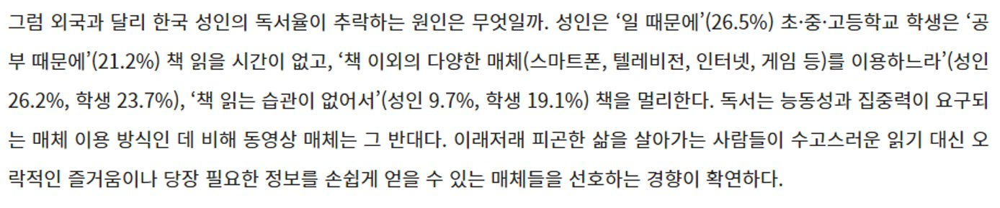 그럼 외국과 달리 한국 성인의 독서율이 추락하는 원인은 무엇일까. 성인은 ‘일 때문에’(26.5%) 초·중·고등학교 학생은 ‘공
부 때문에’(21.2%) 책 읽을 시간이 없고, ‘책 이외의 다양한 매체(스마트폰, 텔레비전, 인터넷, 게임 등)를 이용하느라’(성인
26.2%, 학생 23.7%), ‘책 읽는 습관이 없어서’(성인 9.7%, 학생 19.1%) 책을 멀리한다. 독서는 능동성과 집중력이 요구되
는 매체 이용 방식인 데 비해 동영상 매체는 그 반대다. 이래저래 피곤한 삶을 살아가는 사람들이 수고스러운 읽기 대신 오
락적인 즐거움이나 당장 필요한 정보를 손쉽게 얻을 수 있는 매체들을 선호하는 경향이 확연하다.